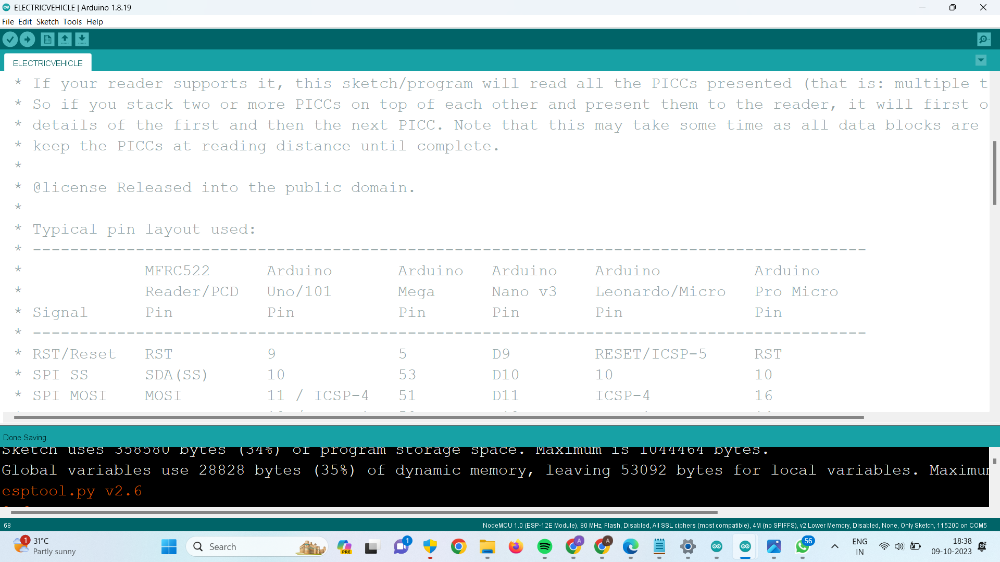 ELECTRICVEHICLE | Arduino 1.8.19
File Edit Sketch Tools Help
ELECTRICVEHICLE
* If your reader supports it, this sketch/program will read all the PICCs presented (that is: multiple t
* So if you stack two or more PICCs on top of each other and present them to the reader, it will first o
* details of the first and then the next PICC. Note that this may take some time as all data blocks are
* keep the PICCs at reading distance until complete.
*
* @license Released into the public domain.
*
* Typical pin layout used:
* -----------------------------------------------------------------------------------------
* MFRC522 Arduino Arduino Arduino Arduino Arduino
* Reader/PCD Uno/101 Mega Nano v3 Leonardo/Micro Pro Micro
* Signal Pin Pin Pin Pin Pin Pin
* -----------------------------------------------------------------------------------------
* RST/Reset RST 9 5 D9 RESET/ICSP-5 RST
* SPI SS SDA(SS) 10 53 D10 10 10
* SPI MOSI MOSI 11 / ICSP-4 51 D11 ICSP-4 16
Done Saving.
Sketch uses 358580 bytes (34%) of program storage space. Maximum is 1044464 bytes.
Global variables use 28828 bytes (35%) of dynamic memory, leaving 53092 bytes for local variables. Maximum
esptool.py v2.6
68 NodeMCU 1.0 (ESP-12E Module), 80 MHz, Flash, Disabled, All SSL ciphers (most compatible), 4M (no SPIFFS), v2 Lower Memory, Disabled, None, Only Sketch, 115200 on COM5
1 31°C
Partly sunny
Search
PRE
1
A
A
56
ENG
IN
18:38
09-10-2023